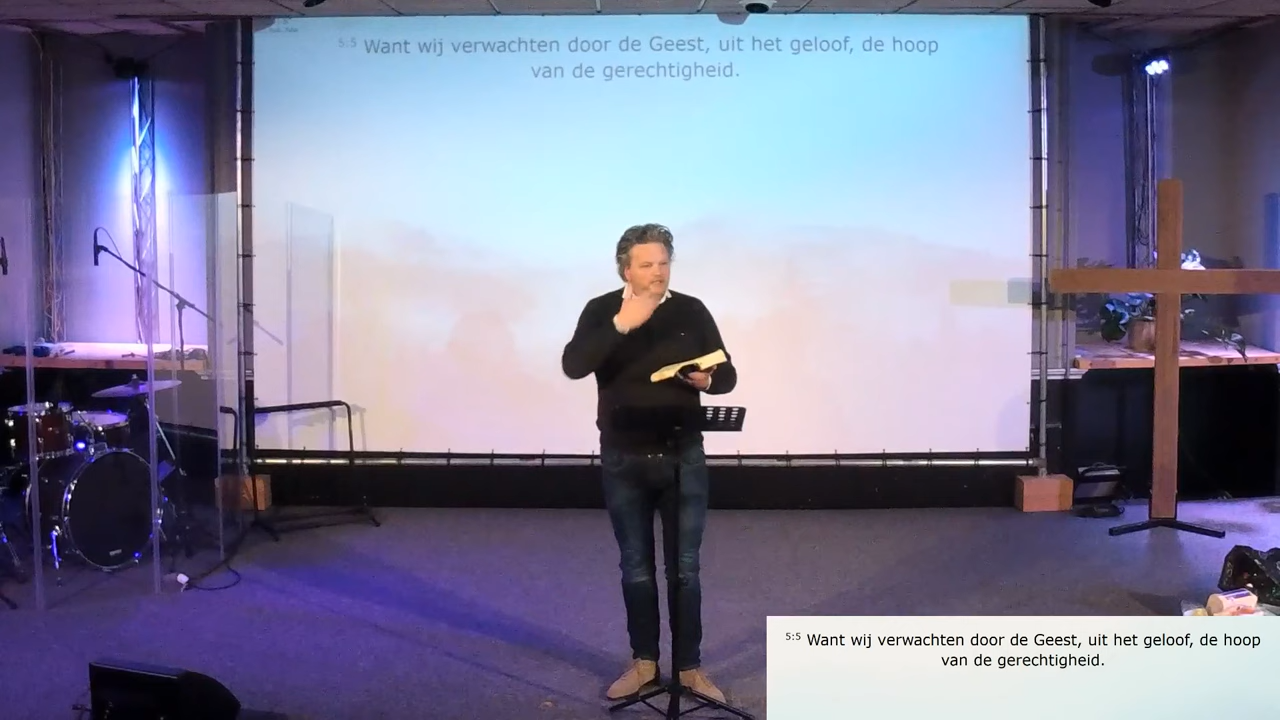 5:5 Want wij verwachten door de Geest, uit het geloof, de hoop
van de gerechtigheid.
5:5 Want wij verwachten door de Geest, uit het geloof, de hoop
van de gerechtigheid.